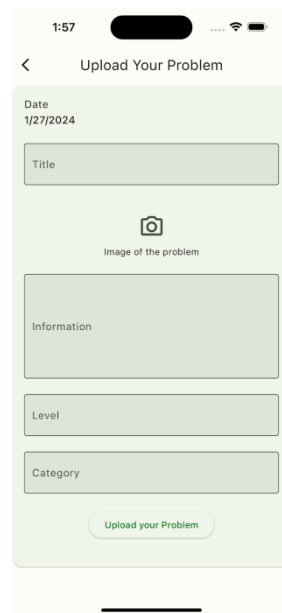 1:57
Upload Your Problem
Date
1/27/2024
Title
Image of the problem
Information
Level
Category
Upload your Problem